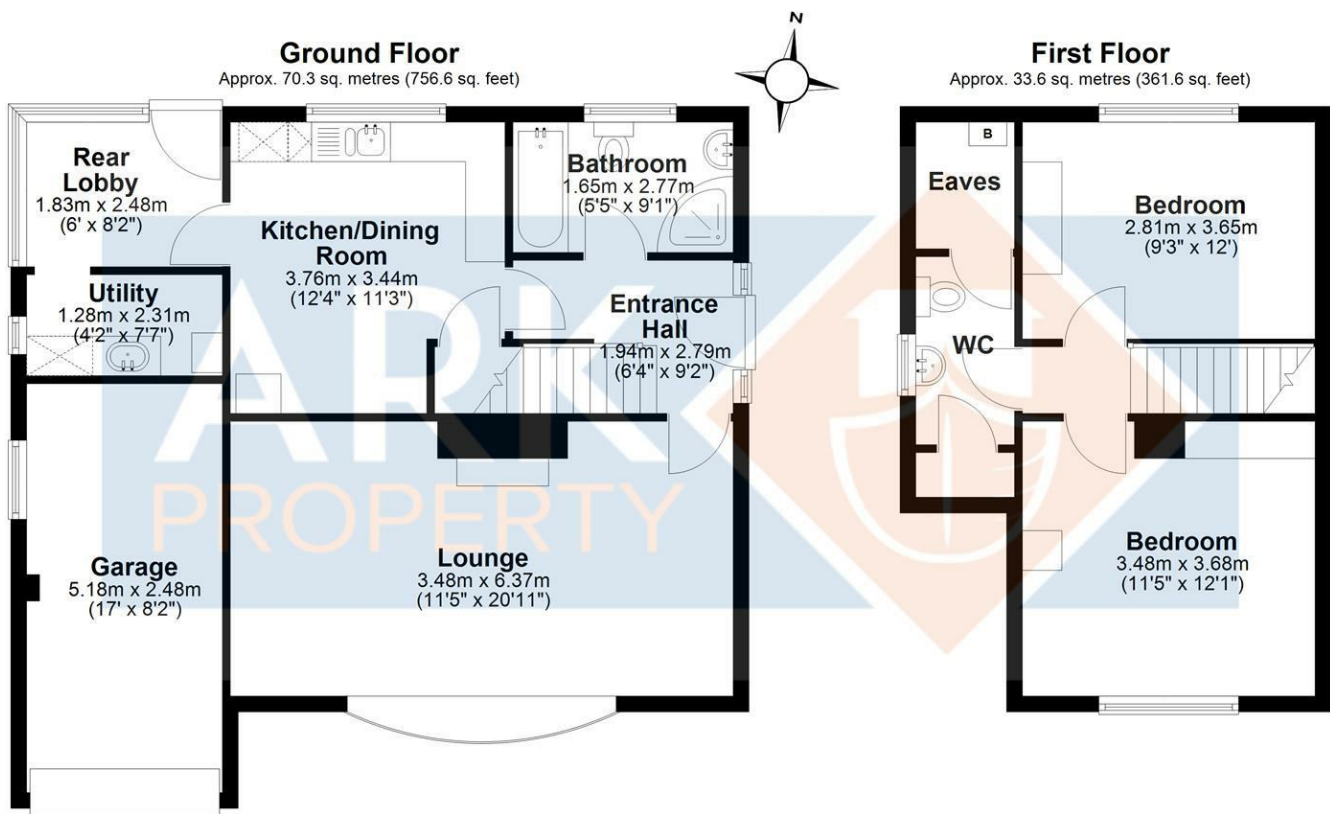 N
Ground Floor
Approx. 70.3 sq. metres (756.6 sq. feet)
Rear
Lobby
1.83m x 2.48m
(6' x 8'2")
Kitchen/Dining
Room
3.76m x 3.44m
(12'4" x 11'3")
Bathroom
1.65m x 2.77m
(5'5" x 9'1")
Utility
1.28m x 2.31m
(4'2" x 7'7")
Entrance
Hall
1.94m x 2.79m
(6'4" x 9'2")
Garage
5.18m x 2.48m
(17' x 8'2")
Lounge
3.48m x 6.37m
(11'5" x 20'11")
First Floor
Approx. 33.6 sq. metres (361.6 sq. feet)
B
Eaves
Bedroom
2.81m x 3.65m
(9'3" x 12')
WC
Bedroom
3.48m x 3.68m
(11'5" x 12'1")
ARK
PROPERTY